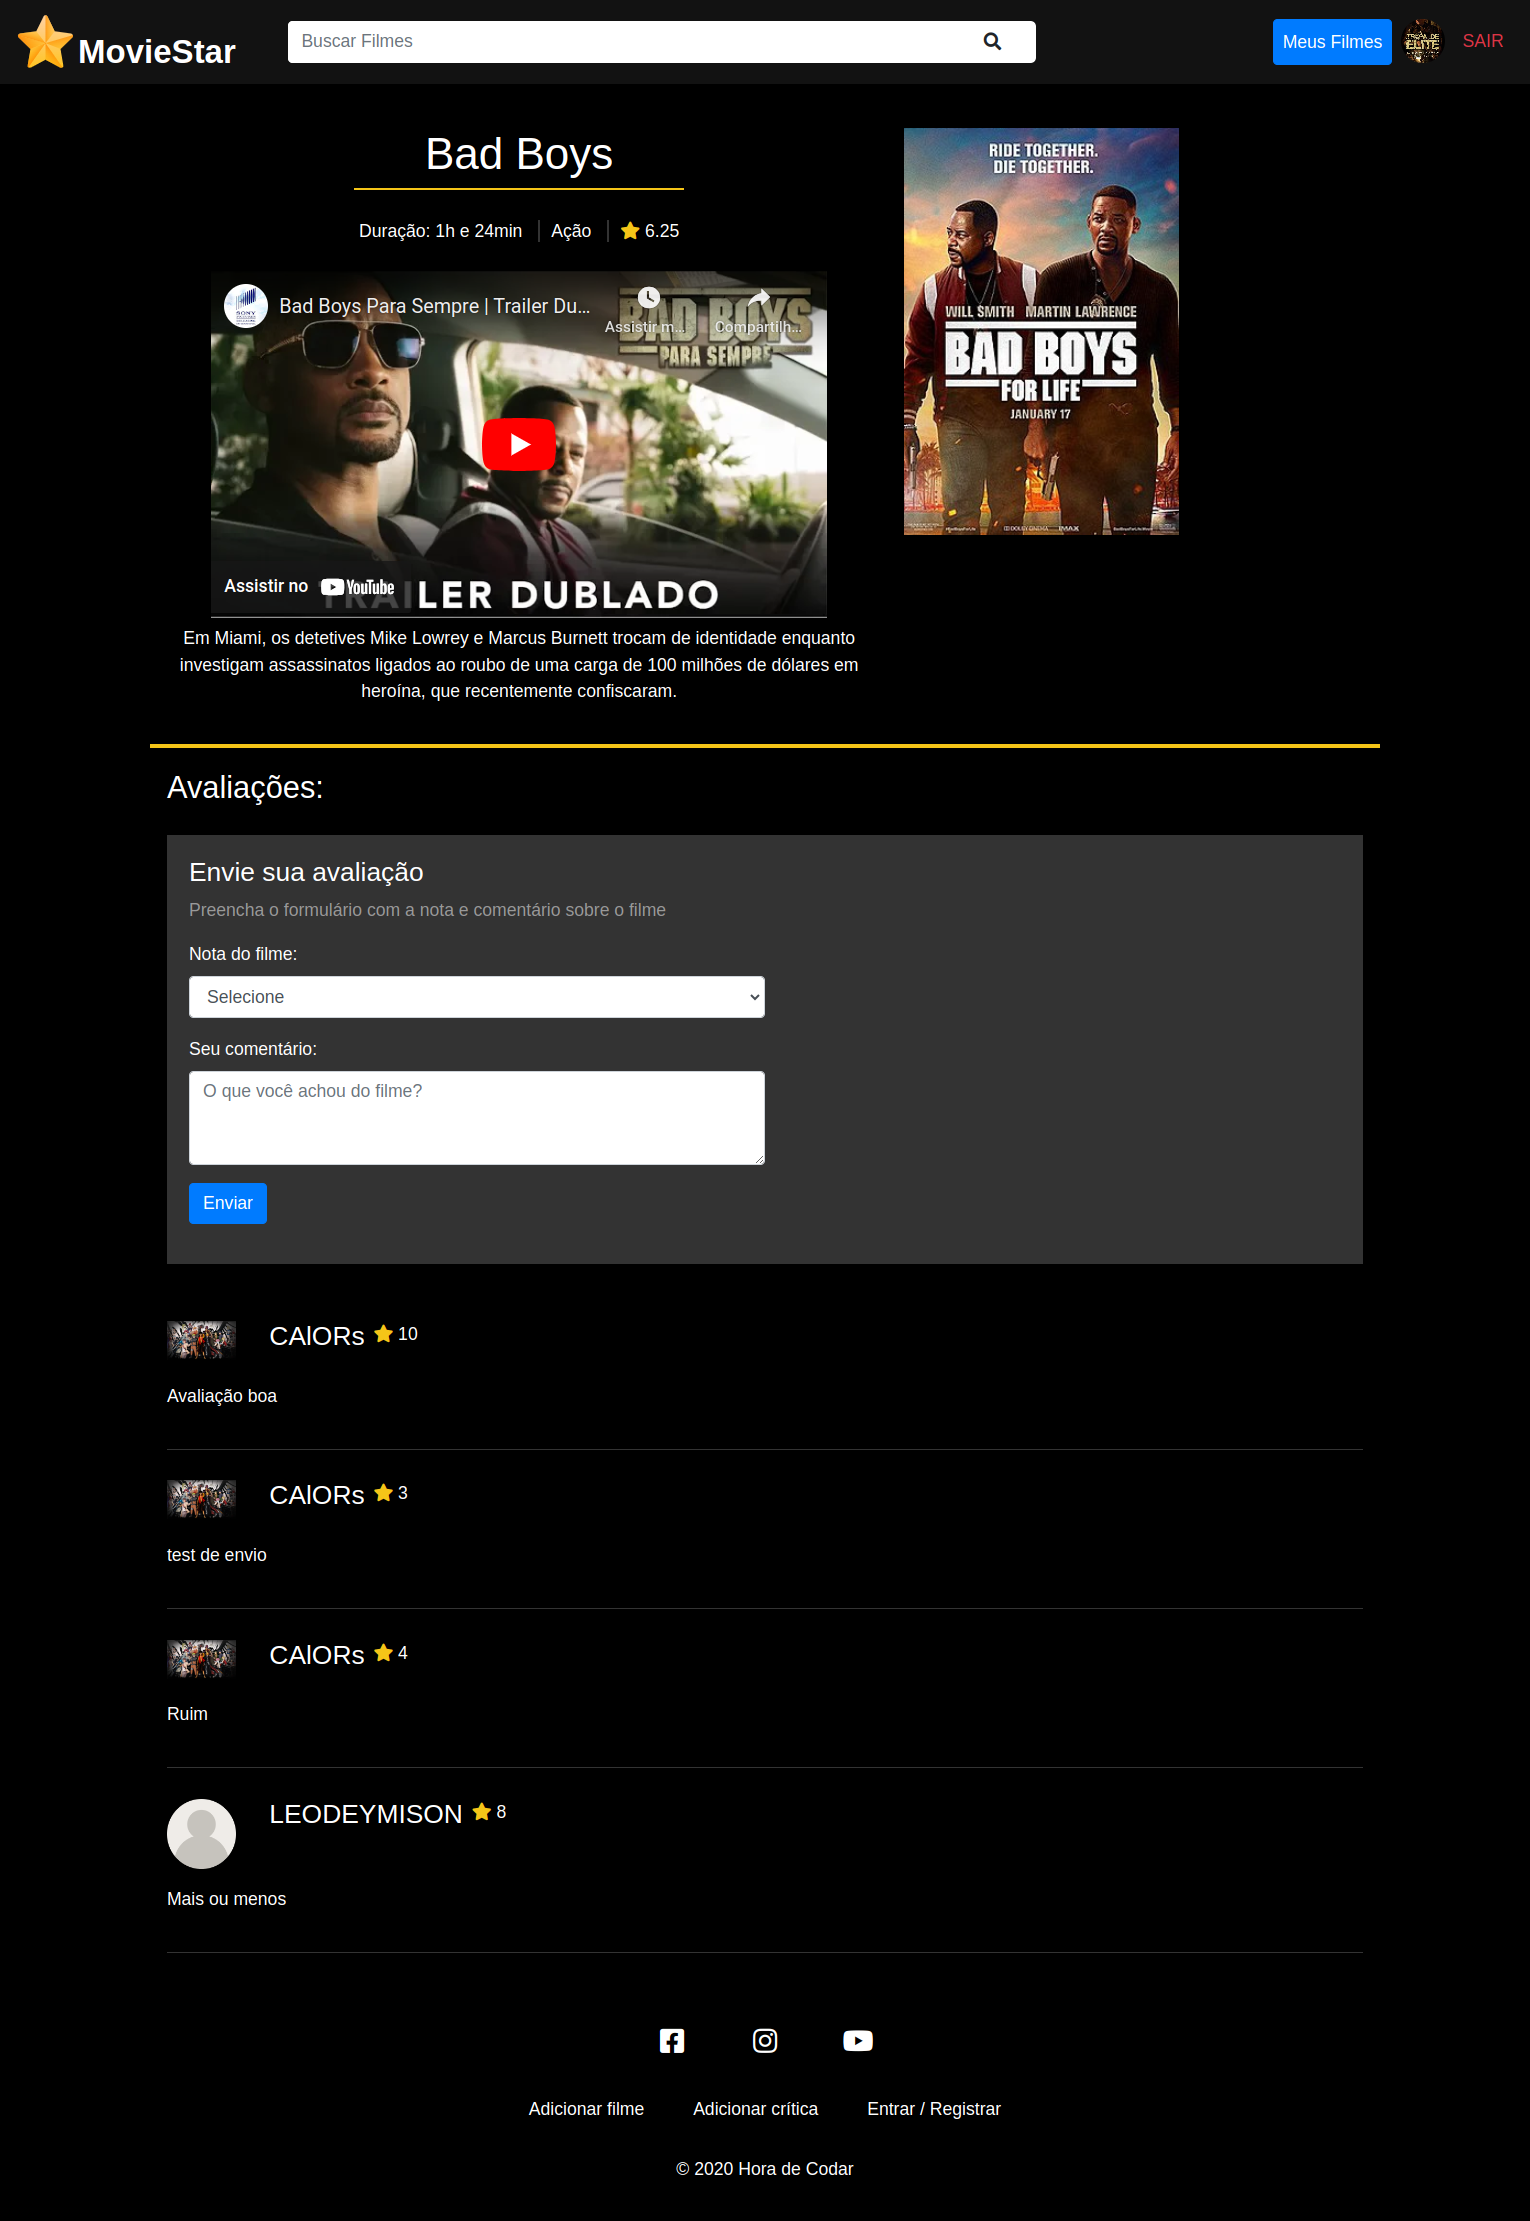 MovieStar
Buscar Filmes
Meus Filmes
SAIR
Bad Boys
Duração: 1h e 24min
Ação
6.25
Bad Boys Para Sempre | Trailer Du...
Assistir m...
Compartilh...
BAD BOYS
PARA SEMPRE
Assistir no YouTube
TRAILER DUBLADO
RIDE TOGETHER.
DIE TOGETHER.
WILL SMITH MARTIN LAWRENCE
BAD BOYS
FOR LIFE
JANUARY 17
Em Miami, os detetives Mike Lowrey e Marcus Burnett trocam de identidade enquanto
investigam assassinatos ligados ao roubo de uma carga de 100 milhões de dólares em
heroína, que recentemente confiscaram.
Avaliações:
Envie sua avaliação
Preencha o formulário com a nota e comentário sobre o filme
Nota do filme:
Selecione
Seu comentário:
O que você achou do filme?
Enviar
CAlORs 10
Avaliação boa
CAlORs 3
test de envio
CAlORs 4
Ruim
LEODEYMISON 8
Mais ou menos
Adicionar filme
Adicionar crítica
Entrar / Registrar
© 2020 Hora de Codar